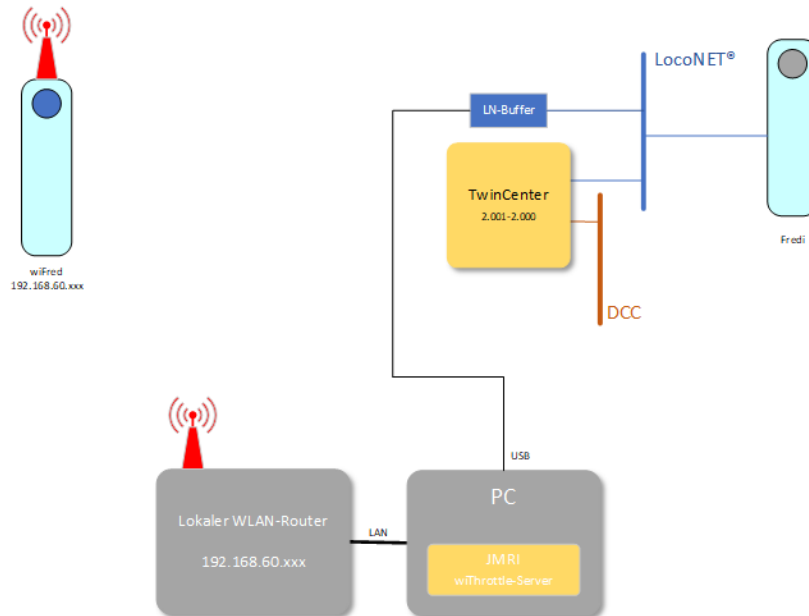 LocoNET®
LN-Buffer
TwinCenter
2.001-2.000
Fredi
wiFred
192.168.60.xxx
DCC
USB
PC
Lokaler WLAN-Router
LAN
192.168.60.xxx
JMRI
wiThrottle-Server